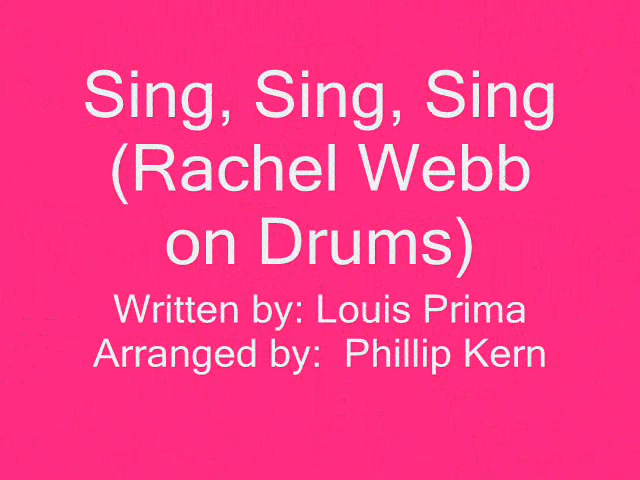 Sing, Sing, Sing
(Rachel Webb
on Drums)
Written by: Louis Prima
Arranged by:  Phillip Kern